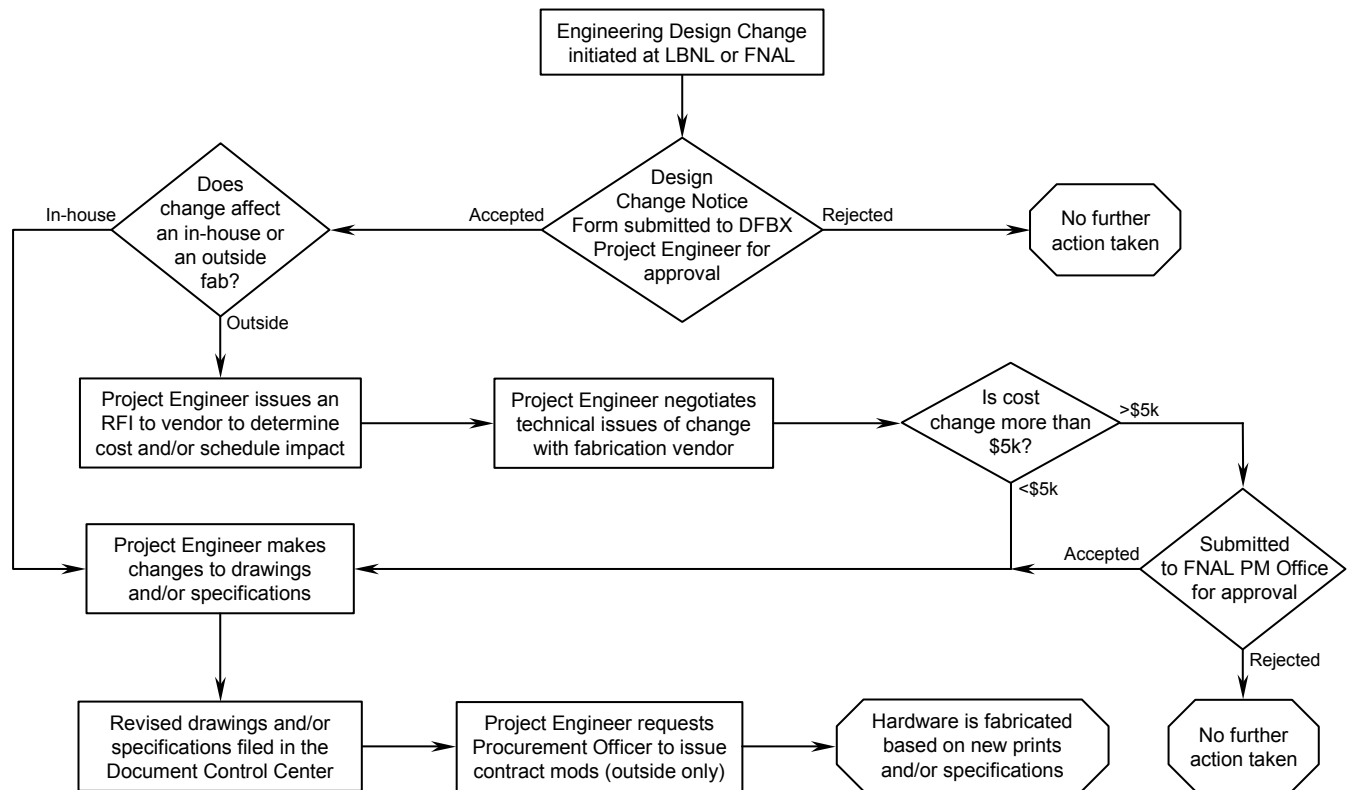 Engineering Design Change
initiated at LBNL or FNAL
Design
Change Notice
Form submitted to DFBX
Project Engineer for
approval
Accepted
Rejected
No further
action taken
Does
change affect
an in-house or
an outside
fab?
In-house
Outside
Project Engineer issues an
RFI to vendor to determine
cost and/or schedule impact
Project Engineer negotiates
technical issues of change
with fabrication vendor
Is cost
change more than
$5k?
>$5k
<$5k
Submitted
to FNAL PM Office
for approval
Accepted
Rejected
No further
action taken
Project Engineer makes
changes to drawings
and/or specifications
Revised drawings and/or
specifications filed in the
Document Control Center
Project Engineer requests
Procurement Officer to issue
contract mods (outside only)
Hardware is fabricated
based on new prints
and/or specifications